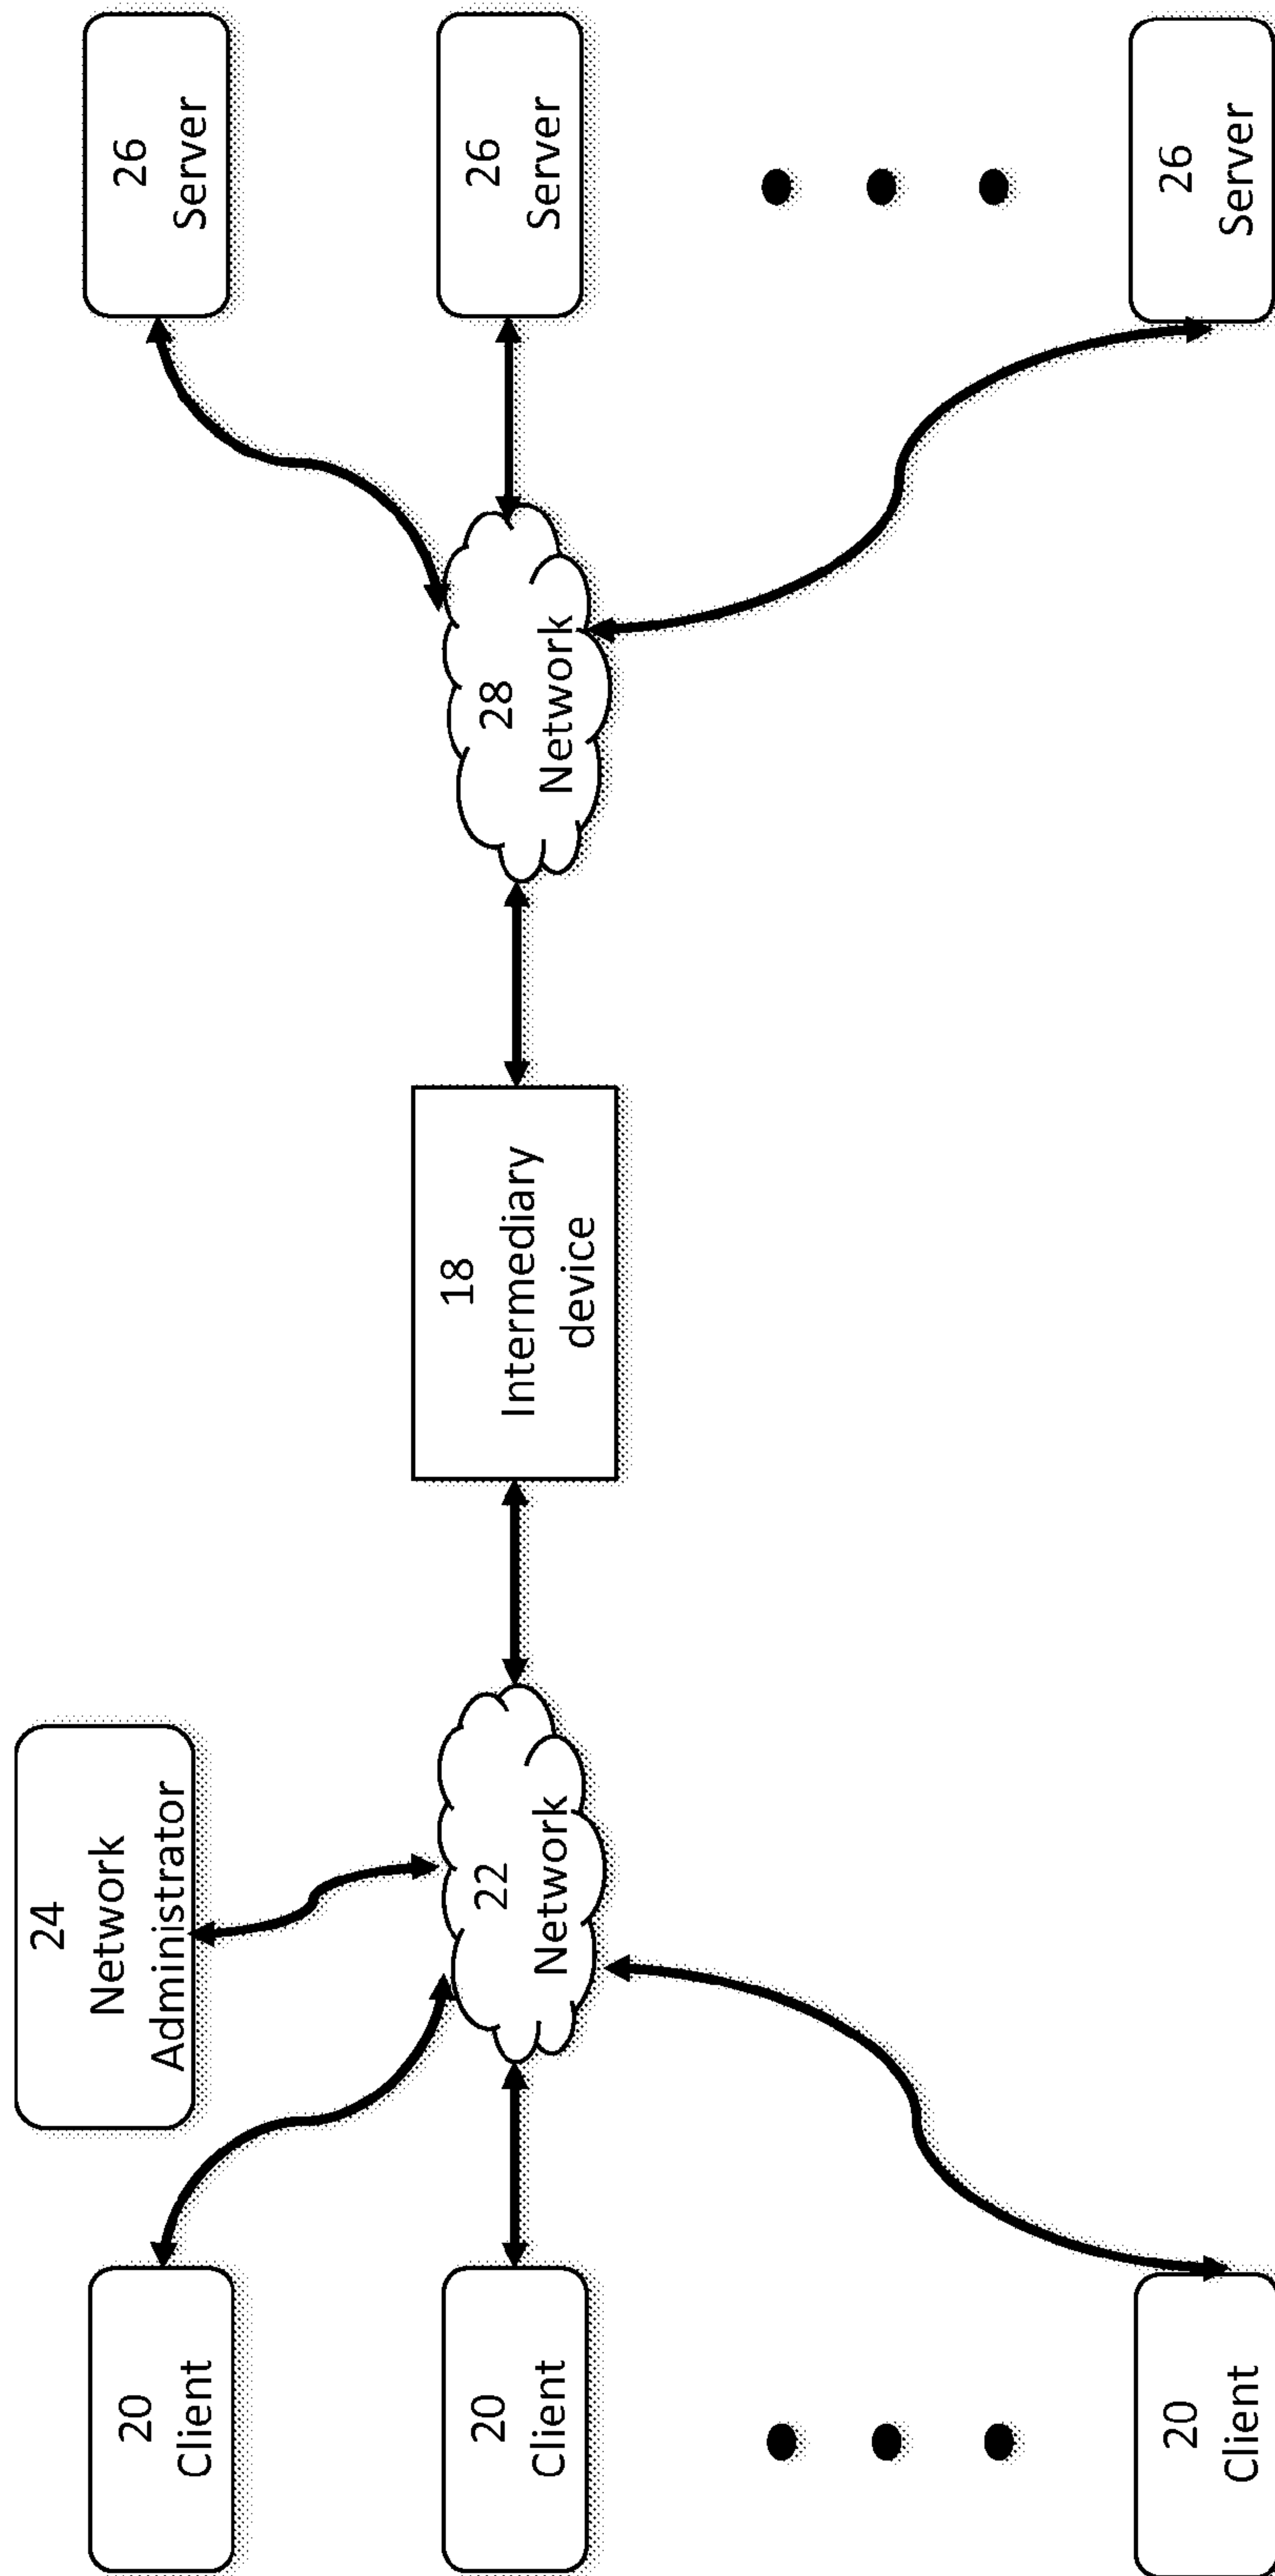 24
Network
Administrator
20
Client
20
Client
20
Client
22
Network
18
Intermediary
device
28
Network
26
Server
26
Server
26
Server